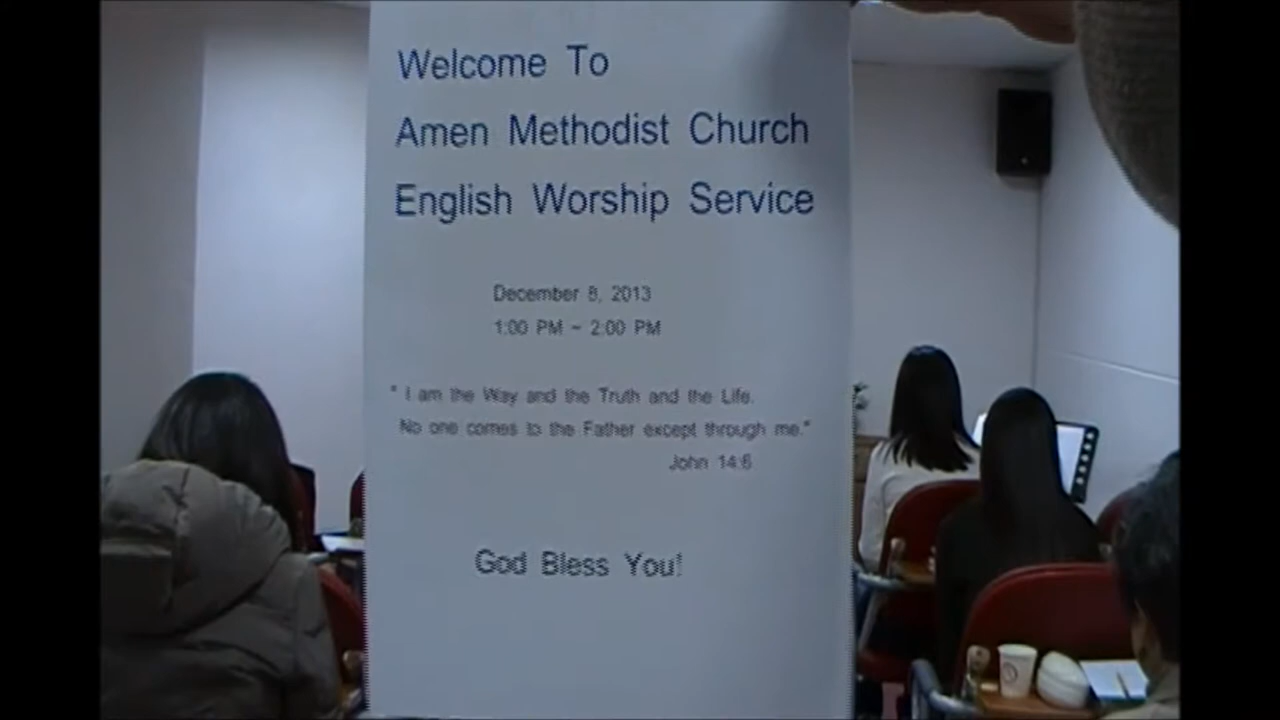 Welcome To
Amen Methodist Church
English Worship Service
December 8, 2013
1:00 PM ~ 2:00 PM
" I am the Way and the Truth and the Life.
No one comes to the Father except through me."
John 14:6
God Bless You!